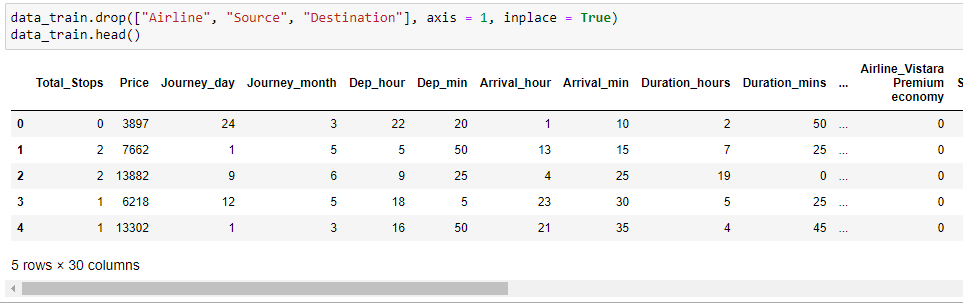 data_train.drop(["Airline", "Source", "Destination"], axis = 1, inplace = True)
data_train.head()
Airline_Vistara
Total_Stops Price Journey_day Journey_month Dep_hour Dep_min Arrival_hour Arrival_min Duration_hours Duration_mins ... Premium S
economy
0 0 3897 24 3 22 20 1 10 2 50 ... 0
1 2 7662 1 5 5 50 13 15 7 25 ... 0
2 2 13882 9 6 9 25 4 25 19 0 ... 0
3 1 6218 12 5 18 5 23 30 5 25 ... 0
4 1 13302 1 3 16 50 21 35 4 45 ... 0
5 rows × 30 columns